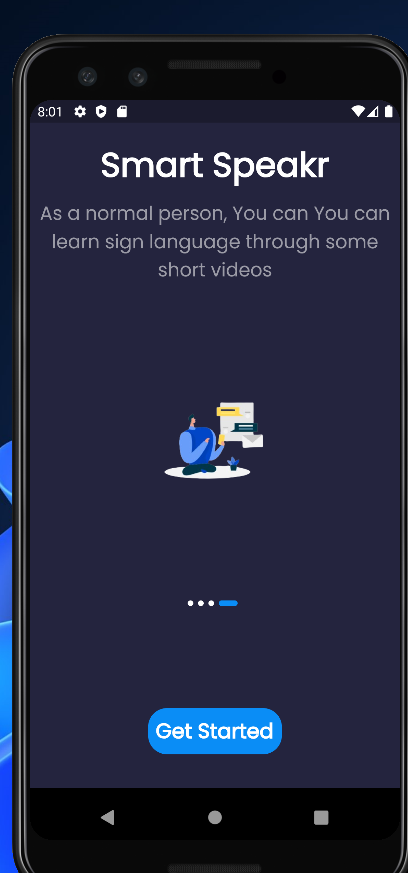 8:01
Smart Speakr
As a normal person, You can You can
learn sign language through some
short videos
Get Started